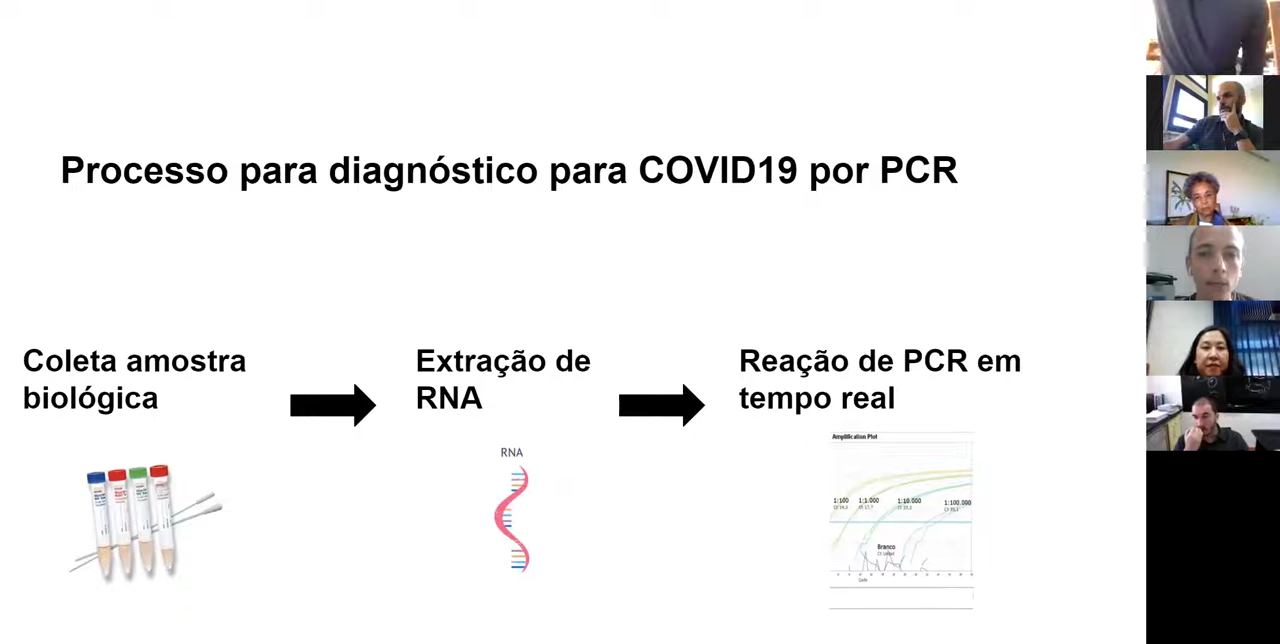 Processo para diagnóstico para COVID19 por PCR
Coleta amostra
biológica
Extração de
RNA
Reação de PCR em
tempo real
RNA
Amplification Plot
1:100
1:1.000
1:10.000
1:100.000
Branco